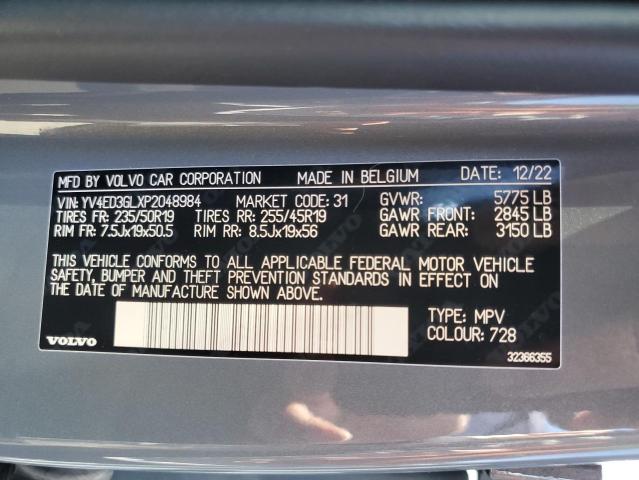 MFD BY VOLVO CAR CORPORATION MADE IN BELGIUM DATE: 12/22
VIN: YV4ED3GLXP2048984 MARKET CODE: 31 GVWR: 5775 LB
TIRES FR: 235/50R19 TIRES RR: 255/45R19 GAWR FRONT: 2845 LB
RIM FR: 7.5Jx19x50.5 RIM RR: 8.5Jx19x56 GAWR REAR: 3150 LB
THIS VEHICLE CONFORMS TO ALL APPLICABLE FEDERAL MOTOR VEHICLE
SAFETY, BUMPER AND THEFT PREVENTION STANDARDS IN EFFECT ON
THE DATE OF MANUFACTURE SHOWN ABOVE.
TYPE: MPV
COLOUR: 728
VOLVO 32366355